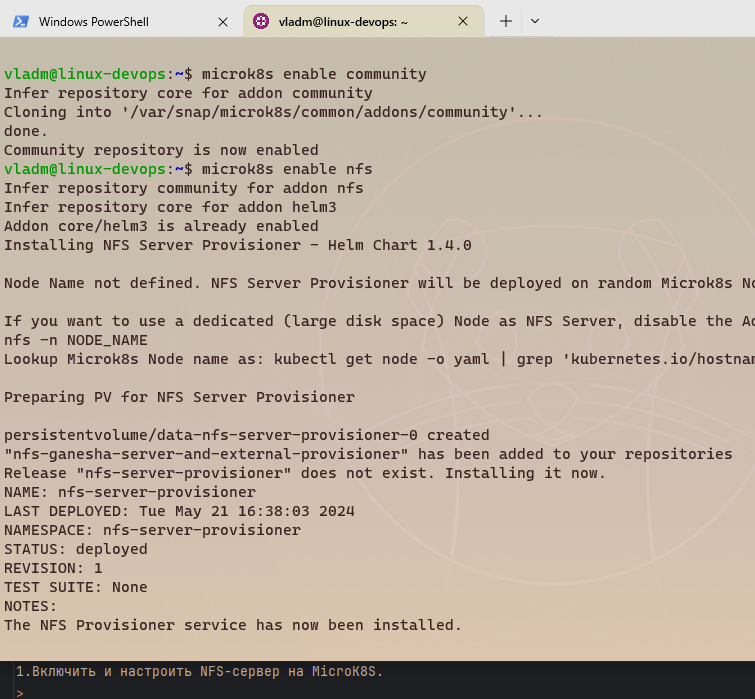 Windows PowerShell
vladm@linux-devops: ~
vladm@linux-devops:~$ microk8s enable community
Infer repository core for addon community
Cloning into '/var/snap/microk8s/common/addons/community'...
done.
Community repository is now enabled
vladm@linux-devops:~$ microk8s enable nfs
Infer repository community for addon nfs
Infer repository core for addon helm3
Addon core/helm3 is already enabled
Installing NFS Server Provisioner - Helm Chart 1.4.0
Node Name not defined. NFS Server Provisioner will be deployed on random Microk8s No
If you want to use a dedicated (large disk space) Node as NFS Server, disable the Ad
nfs -n NODE_NAME
Lookup Microk8s Node name as: kubectl get node -o yaml | grep 'kubernetes.io/hostnam
Preparing PV for NFS Server Provisioner
persistentvolume/data-nfs-server-provisioner-0 created
"nfs-ganesha-server-and-external-provisioner" has been added to your repositories
Release "nfs-server-provisioner" does not exist. Installing it now.
NAME: nfs-server-provisioner
LAST DEPLOYED: Tue May 21 16:38:03 2024
NAMESPACE: nfs-server-provisioner
STATUS: deployed
REVISION: 1
TEST SUITE: None
NOTES:
The NFS Provisioner service has now been installed.
1.Включить и настроить NFS-сервер на MicroK8S.
>